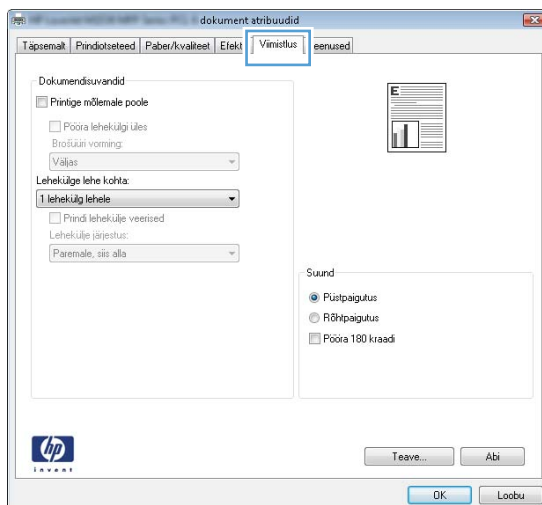 dokument atribuudid
Täpsemalt Prindiotseteed Paber/kvaliteet Efekt Viimistlus eenused
Dokumendisuvandid
Printige mõlemale poole
Pööra lehekülgi üles
Brošüüri vorming:
Väljas
Lehekülge lehe kohta:
1 lehekülg lehele
Prindi lehekülje veerised
Lehekülje järjestus:
Paremale, siis alla
E
Suund
Püstpaigutus
Rõhtpaigutus
Pööra 180 kraadi
hp
invent
Teave... Abi
OK Loobu